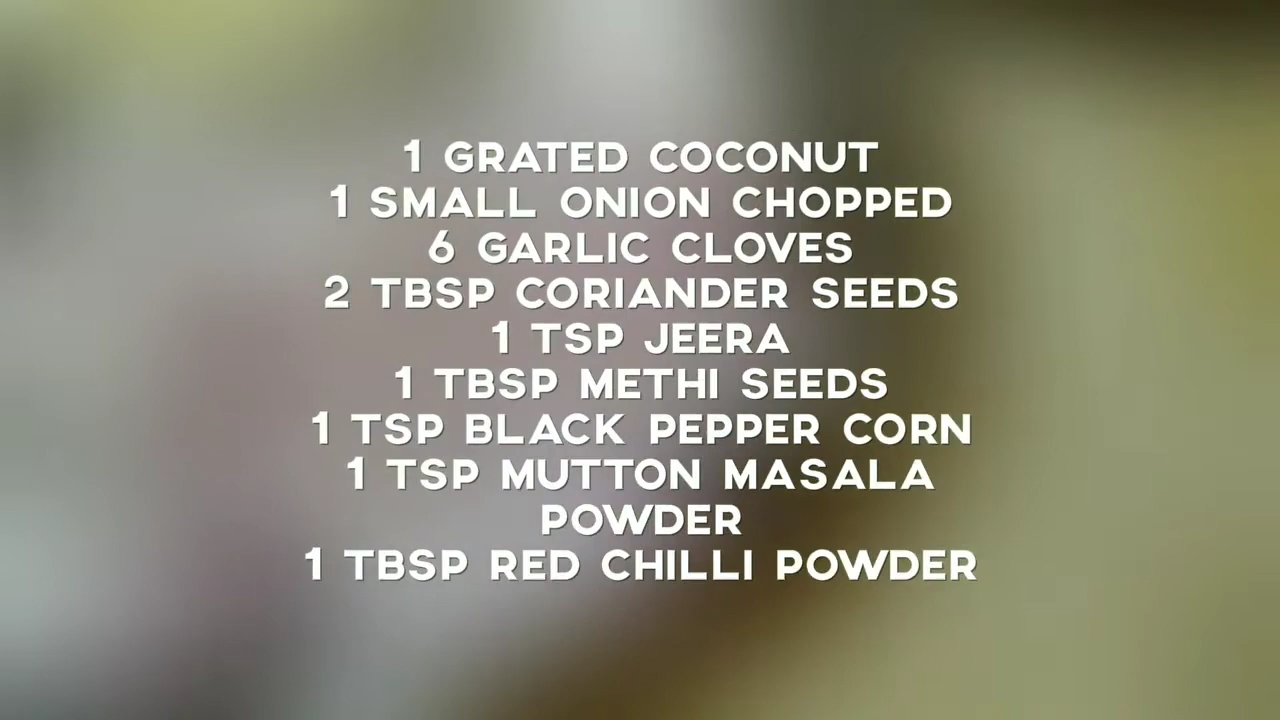 1 GRATED COCONUT
1 SMALL ONION CHOPPED
6 GARLIC CLOVES
2 TBSP CORIANDER SEEDS
1 TSP JEERA
1 TBSP METHI SEEDS
1 TSP BLACK PEPPER CORN
1 TSP MUTTON MASALA
POWDER
1 TBSP RED CHILLI POWDER